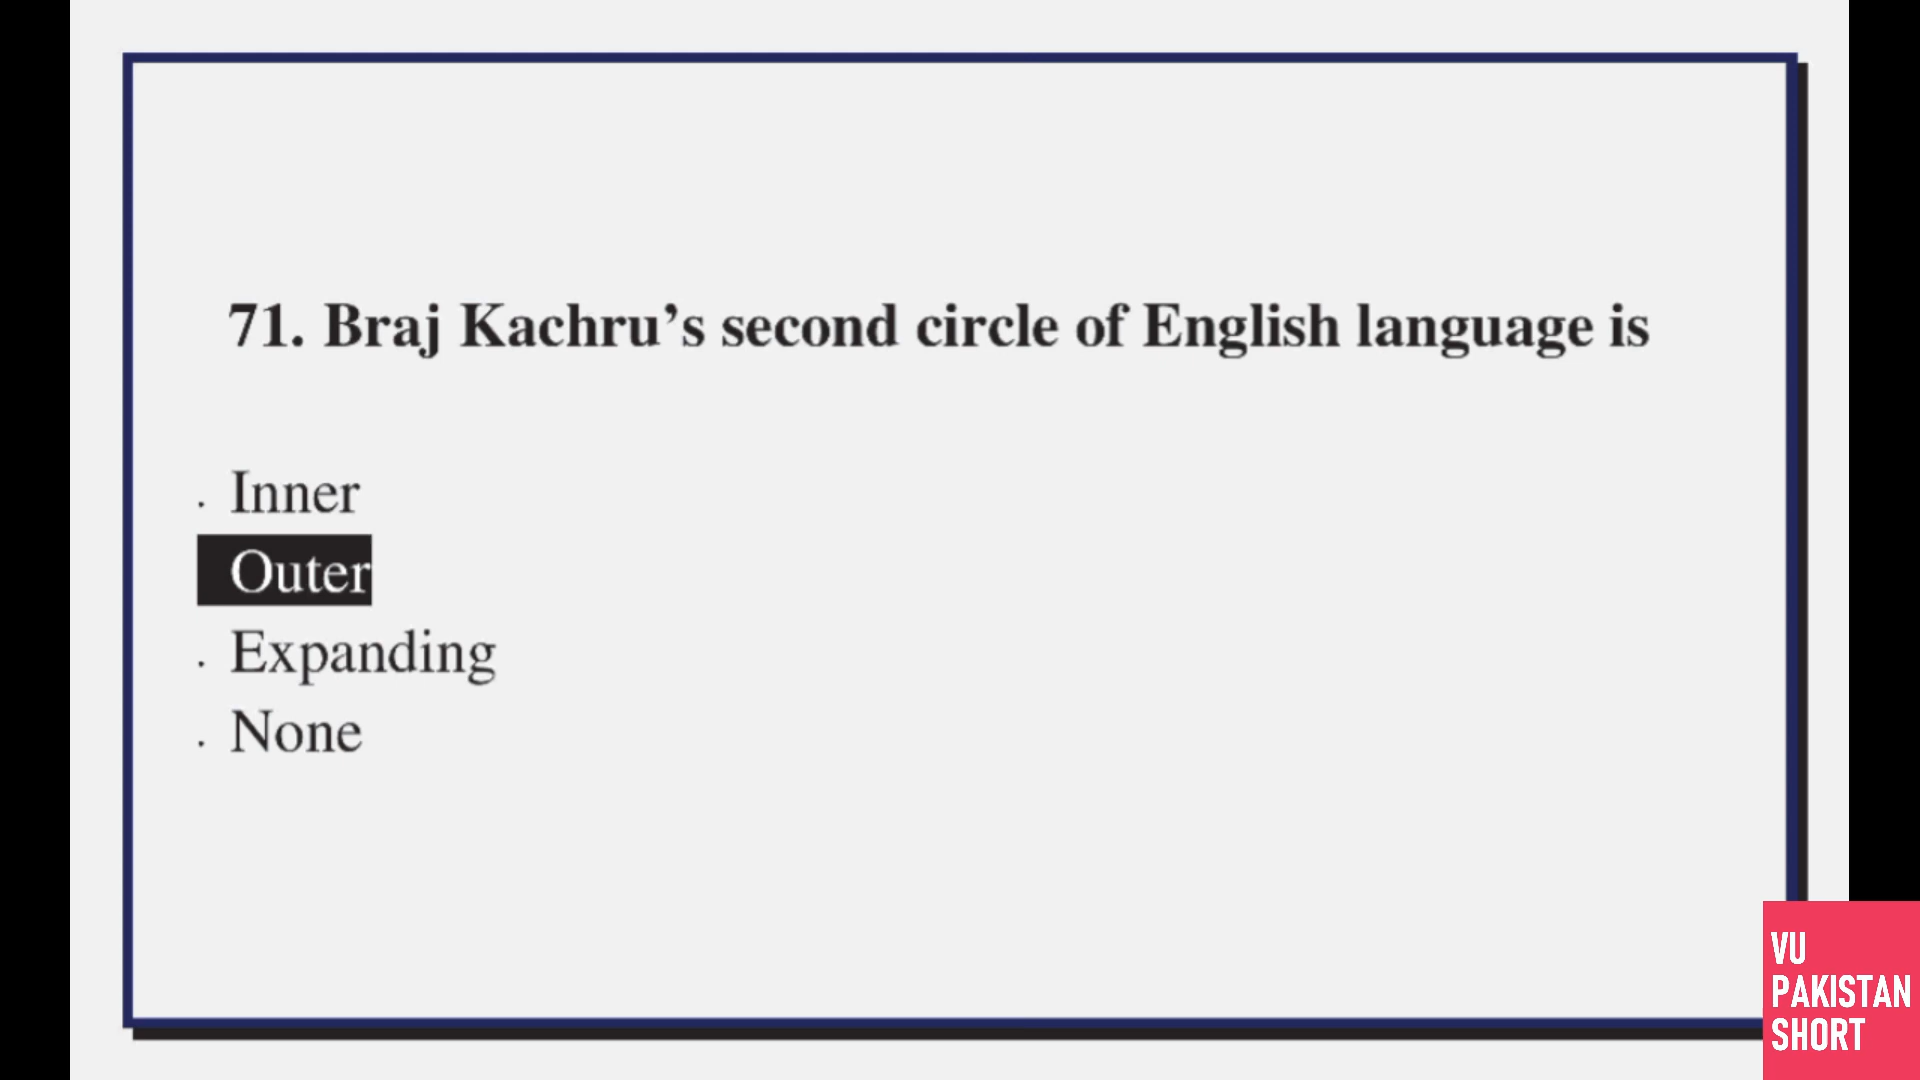 71. Braj Kachru’s second circle of English language is
. Inner
Outer
. Expanding
. None
VU
PAKISTAN
SHORT